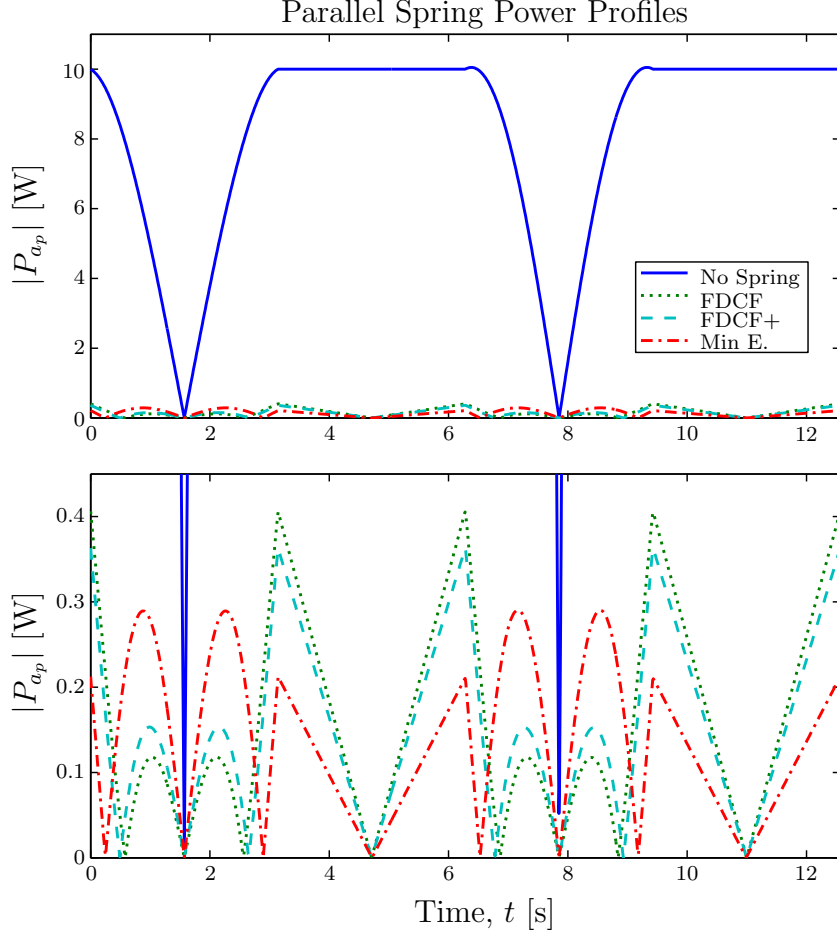 Parallel Spring Power Profiles
|P_{a_p}| [W]
10
8
6
4
2
0
0 2 4 6 8 10 12
No Spring
FDCF
FDCF+
Min E.
|P_{a_p}| [W]
0.4
0.3
0.2
0.1
0
0 2 4 6 8 10 12
Time, t [s]